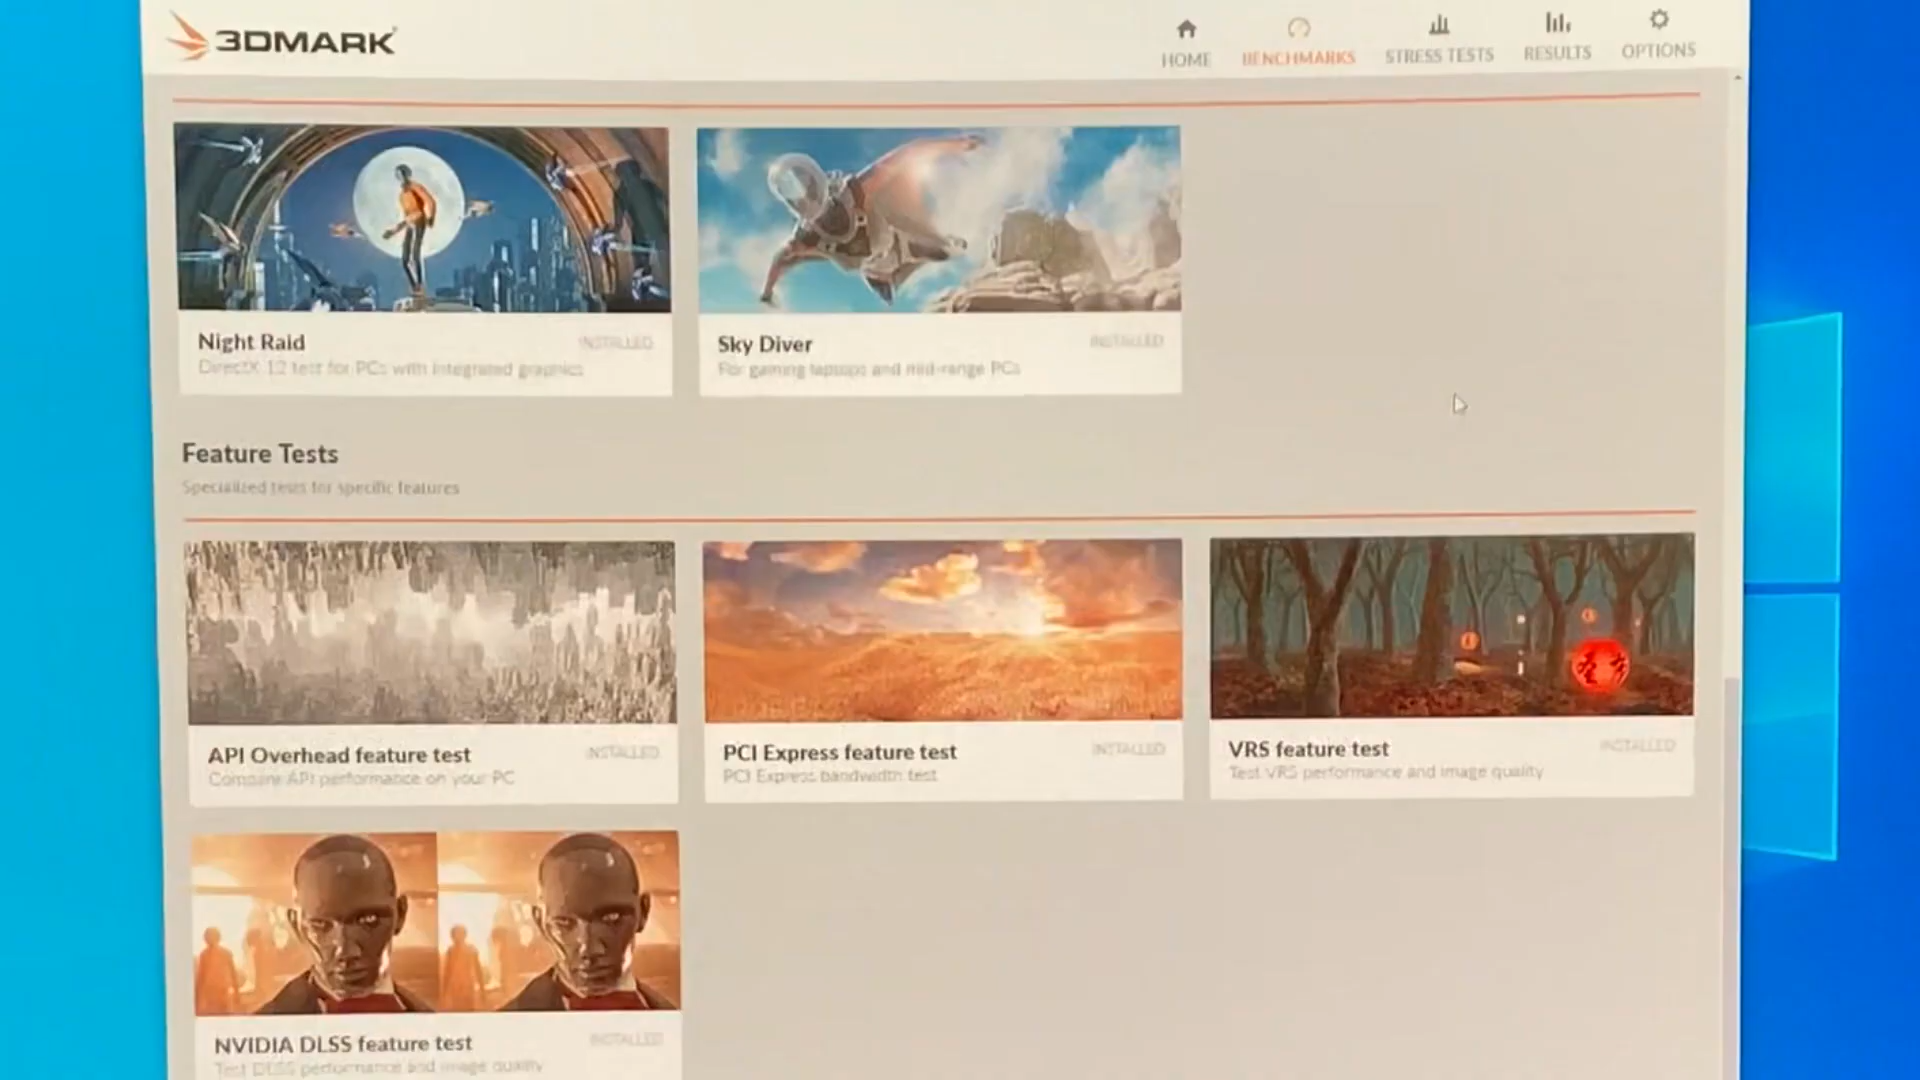 3DMARK
HOME
BENCHMARKS
STRESS TESTS
RESULTS
OPTIONS
Night Raid
INSTALLED
DirectX 12 test for PCs with integrated graphics
Sky Diver
INSTALLED
For gaming laptops and mid-range PCs
Feature Tests
Specialized tests for specific features
API Overhead feature test
INSTALLED
Compare API performance on your PC
PCI Express feature test
INSTALLED
PCI Express bandwidth test
VRS feature test
INSTALLED
Test VRS performance and image quality
NVIDIA DLSS feature test
INSTALLED
Test DLSS performance and image quality